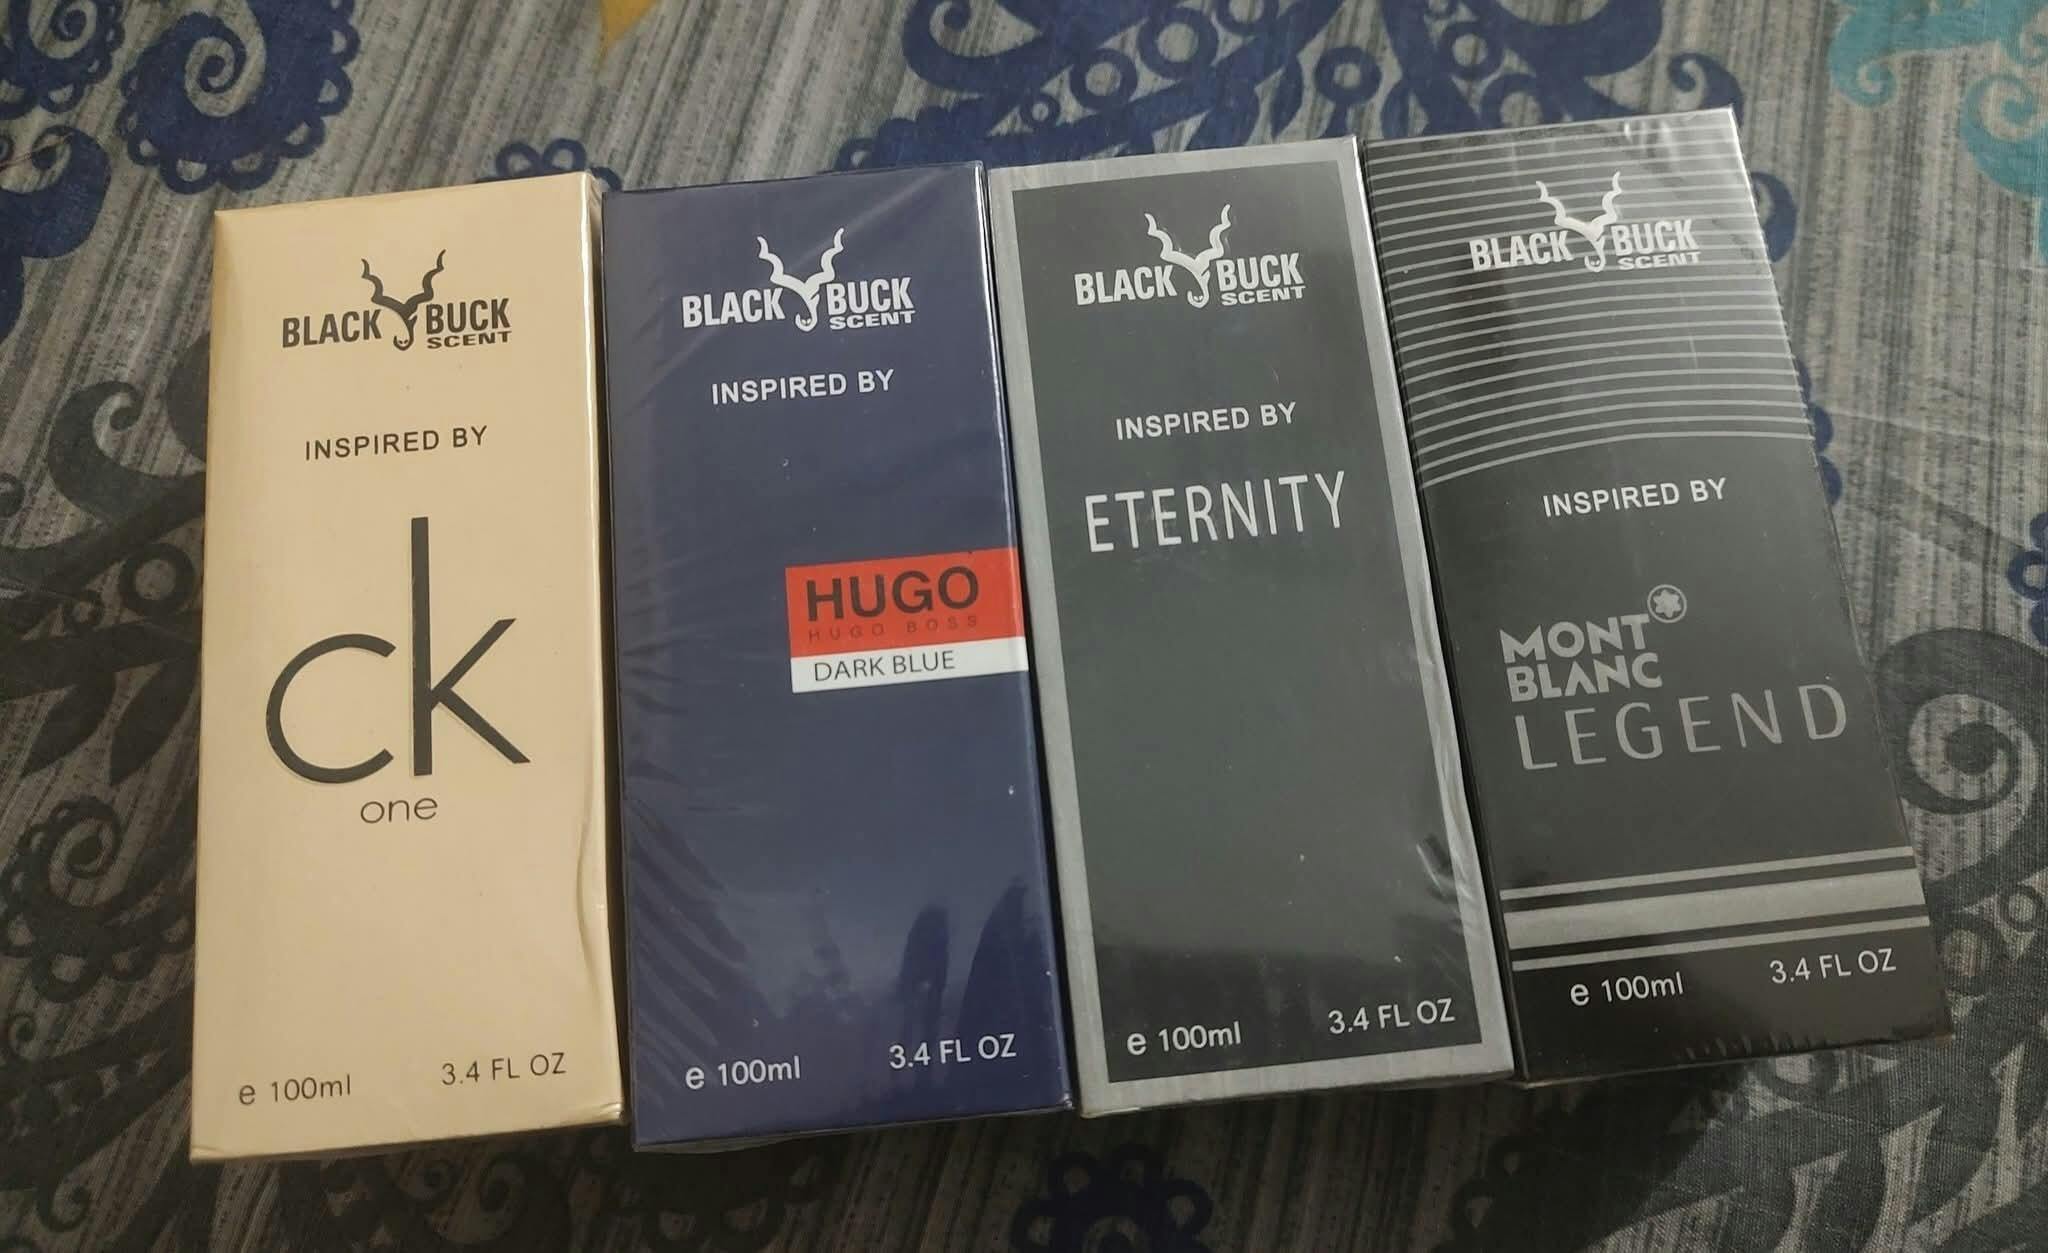 BLACK BUCK
SCENT
INSPIRED BY
ck
one
e 100ml 3.4 FL OZ
BLACK BUCK
SCENT
INSPIRED BY
HUGO
HUGO BOSS
DARK BLUE
e 100ml 3.4 FL OZ
BLACK BUCK
SCENT
INSPIRED BY
ETERNITY
e 100ml 3.4 FL OZ
BLACK BUCK
SCENT
INSPIRED BY
MONT
BLANC
LEGEND
e 100ml 3.4 FL OZ